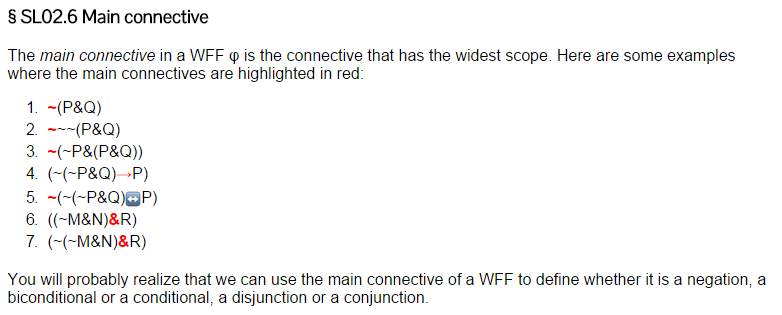 § SL02.6 Main connective
The main connective in a WFF φ is the connective that has the widest scope. Here are some examples
where the main connectives are highlighted in red:
1. ~(P&Q)
2. ~~~(P&Q)
3. ~(~P&(P&Q))
4. (~(~P&Q)→P)
5. ~(~(~P&Q)↔️P)
6. ((~M&N)&R)
7. (~(~M&N)&R)
You will probably realize that we can use the main connective of a WFF to define whether it is a negation, a
biconditional or a conditional, a disjunction or a conjunction.